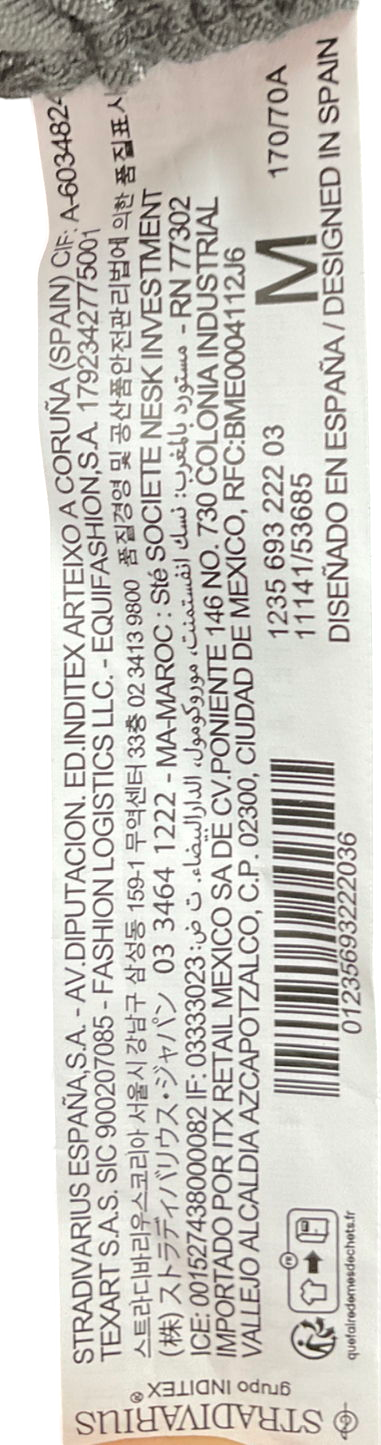 STRADIVARIUS
grupo INDITEX ®
STRADIVARIUS ESPAÑA,S.A. - AV.DIPUTACION. ED.INDITEX ARTEIXO A CORUÑA (SPAIN) CIF: A-6034824
TEXART S.A.S. SIC 900207085 - FASHION LOGISTICS LLC. - EQUIFASHION,S.A. 1792342775001
스트라디바리우스코리아 서울시 강남구 삼성동 159-1 무역센터 33층 02 3413 9800 품질경영 및 공산품안전관리법에 의한 품질표시
(株) ストラディバリウス・ジャパン 03 3464 1222 - MA-MAROC : Sté SOCIETE NESK INVESTMENT
ICE: 001527438000082 IF: 03333023 :مستورد بالمغرب: نسك انفستمنت، موروكومول، الدارالبيضاء. ت ض - RN 77302
IMPORTADO POR ITX RETAIL MEXICO SA DE CV.PONIENTE 146 NO. 730 COLONIA INDUSTRIAL
VALLEJO ALCALDIA AZCAPOTZALCO, C.P. 02300, CIUDAD DE MEXICO, RFC:BME0004112J6
1235 693 222 03
11141/53685
M
170/70A
DISEÑADO EN ESPAÑA / DESIGNED IN SPAIN
01235693222036
FR
quefairedemesdechets.fr